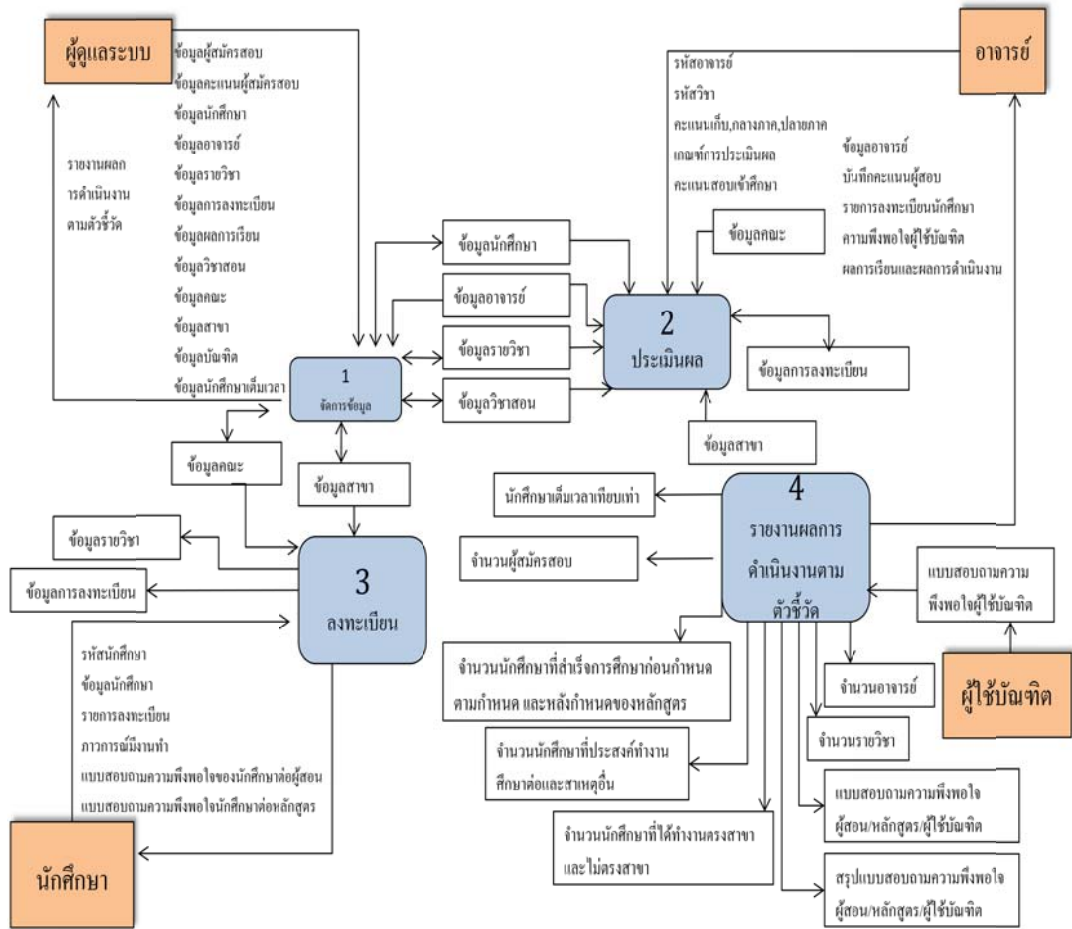 ผู้ดูแลระบบ
ข้อมูลผู้สมัครสอบ
ข้อมูลคะแนนผู้สมัครสอบ
ข้อมูลนักศึกษา
ข้อมูลอาจารย์
ข้อมูลรายวิชา
ข้อมูลการลงทะเบียน
ข้อมูลผลการเรียน
ข้อมูลวิชาสอน
ข้อมูลคณะ
ข้อมูลสาขา
ข้อมูลบัณฑิต
ข้อมูลนักศึกษาเต็มเวลา
รายงานผลก
ารดำเนินงาน
ตามตัวชี้วัด
อาจารย์
รหัสอาจารย์
รหัสวิชา
คะแนนเก็บ,กลางภาค,ปลายภาค
เกณฑ์การประเมินผล
คะแนนสอบเข้าศึกษา
ข้อมูลอาจารย์
บันทึกคะแนนผู้สอบ
รายการลงทะเบียนนักศึกษา
ความพึงพอใจผู้ใช้บัณฑิต
ผลการเรียนและผลการดำเนินงาน
ข้อมูลนักศึกษา
ข้อมูลอาจารย์
ข้อมูลรายวิชา
ข้อมูลวิชาสอน
ข้อมูลคณะ
2
ประเมินผล
ข้อมูลการลงทะเบียน
ข้อมูลสาขา
1
จัดการข้อมูล
ข้อมูลคณะ
ข้อมูลสาขา
ข้อมูลรายวิชา
ข้อมูลการลงทะเบียน
3
ลงทะเบียน
รหัสนักศึกษา
ข้อมูลนักศึกษา
รายการลงทะเบียน
ภาวการณ์มีงานทำ
แบบสอบถามความพึงพอใจของนักศึกษาต่อผู้สอน
แบบสอบถามความพึงพอใจนักศึกษาต่อหลักสูตร
นักศึกษา
นักศึกษาเต็มเวลาเทียบเท่า
จำนวนผู้สมัครสอบ
4
รายงานผลการ
ดำเนินงานตาม
ตัวชี้วัด
แบบสอบถามความ
พึงพอใจผู้ใช้บัณฑิต
ผู้ใช้บัณฑิต
จำนวนนักศึกษาที่สำเร็จการศึกษาก่อนกำหนด
ตามกำหนด และหลังกำหนดของหลักสูตร
จำนวนนักศึกษาที่ประสงค์ทำงาน
ศึกษาต่อและสาเหตุอื่น
จำนวนนักศึกษาที่ได้ทำงานตรงสาขา
และไม่ตรงสาขา
จำนวนอาจารย์
จำนวนรายวิชา
แบบสอบถามความพึงพอใจ
ผู้สอน/หลักสูตร/ผู้ใช้บัณฑิต
สรุปแบบสอบถามความพึงพอใจ
ผู้สอน/หลักสูตร/ผู้ใช้บัณฑิต